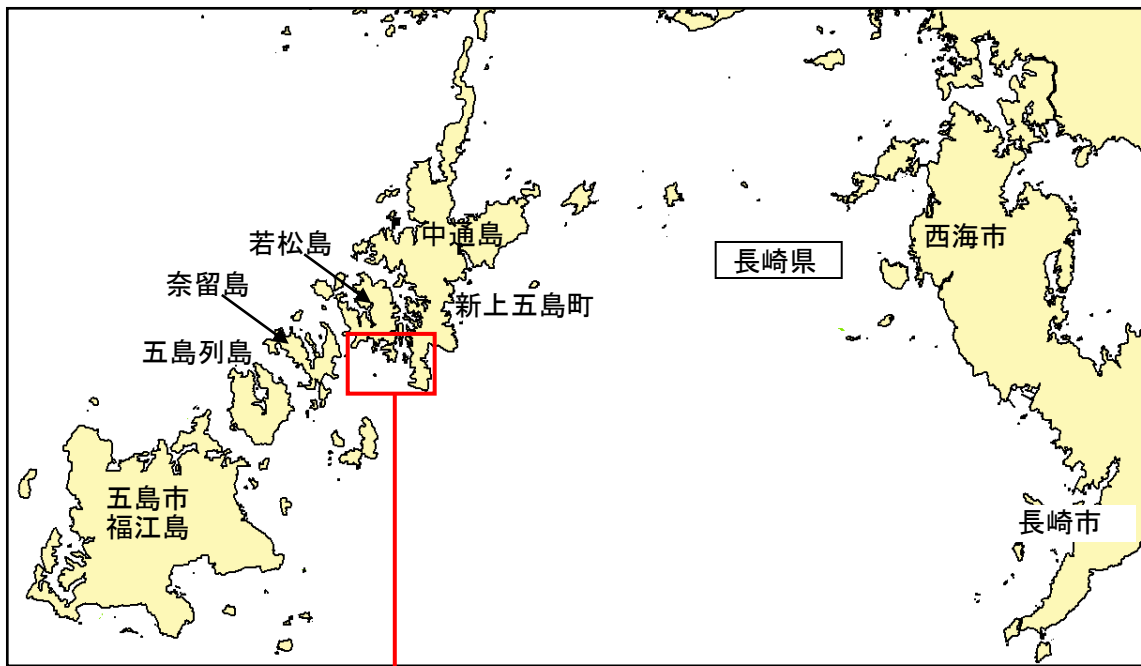 中通島
若松島
長崎県
西海市
奈留島
新上五島町
五島列島
五島市
福江島
長崎市